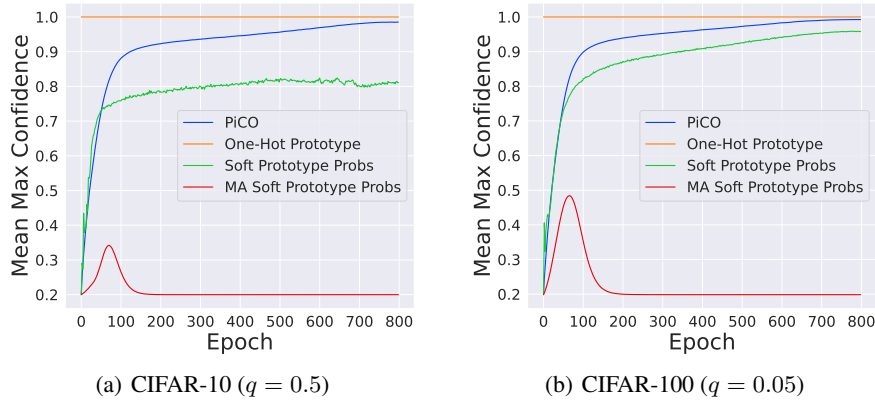 Mean Max Confidence
1.0
0.9
0.8
0.7
0.6
0.5
0.4
0.3
0.2
PiCO
One-Hot Prototype
Soft Prototype Probs
MA Soft Prototype Probs
0 100 200 300 400 500 600 700 800
Epoch
(a) CIFAR-10 (q = 0.5)
Mean Max Confidence
1.0
0.9
0.8
0.7
0.6
0.5
0.4
0.3
0.2
PiCO
One-Hot Prototype
Soft Prototype Probs
MA Soft Prototype Probs
0 100 200 300 400 500 600 700 800
Epoch
(b) CIFAR-100 (q = 0.05)